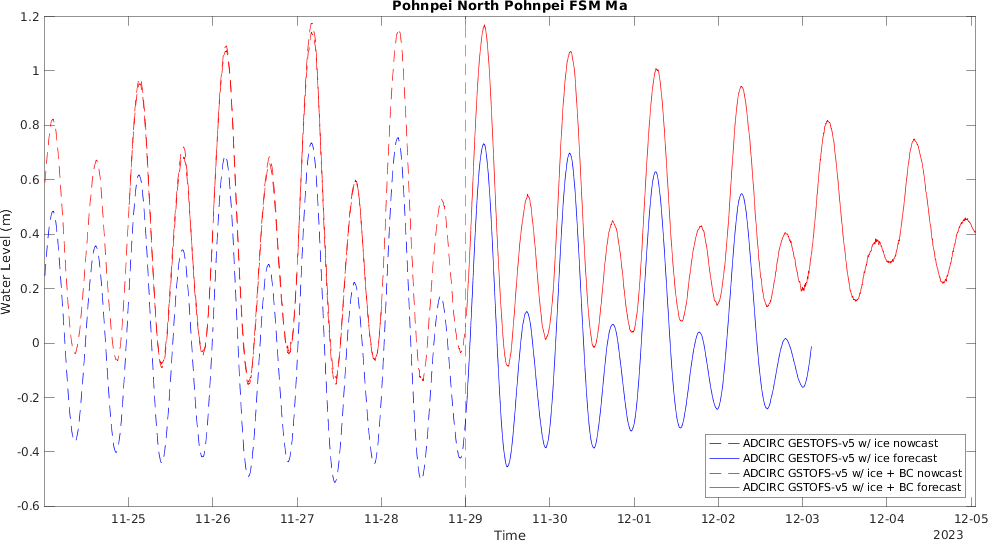 Pohnpei North Pohnpei FSM Ma
1.2
1
0.8
0.6
0.4
0.2
0
-0.2
-0.4
-0.6
Water Level (m)
11-25 11-26 11-27 11-28 11-29 11-30 12-01 12-02 12-03 12-04 12-05
Time
2023
ADCIRC GESTOFS-v5 w/ ice nowcast
ADCIRC GESTOFS-v5 w/ ice forecast
ADCIRC GSTOFS-v5 w/ ice + BC nowcast
ADCIRC GSTOFS-v5 w/ ice + BC forecast